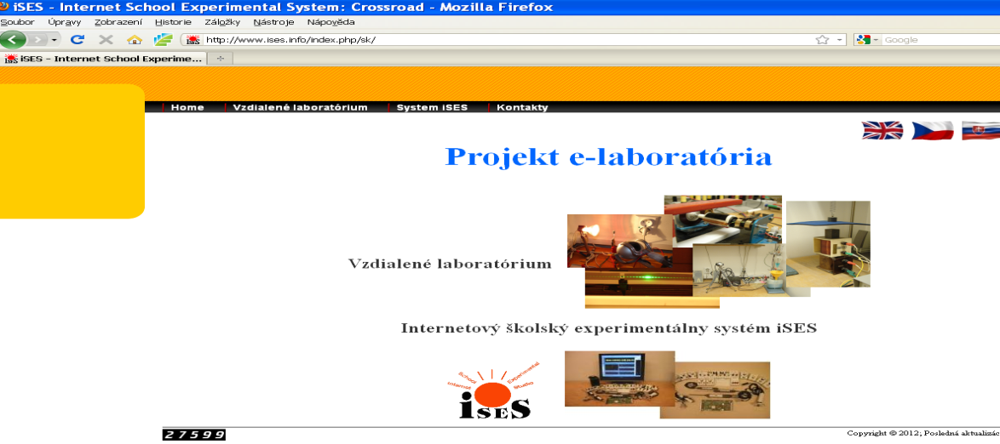 iSES - Internet School Experimental System: Crossroad - Mozilla Firefox
Soubor Úpravy Zobrazení Historie Záložky Nástroje Nápověda
http://www.ises.info/index.php/sk/ Google
iSES - Internet School Experime...
Home Vzdialené laboratórium System iSES Kontakty
Projekt e-laboratória
Vzdialené laboratórium
Internetový školský experimentálny systém iSES
Internet School Experimental Studio
iSES
27599
Copyright © 2012; Posledná aktualizác